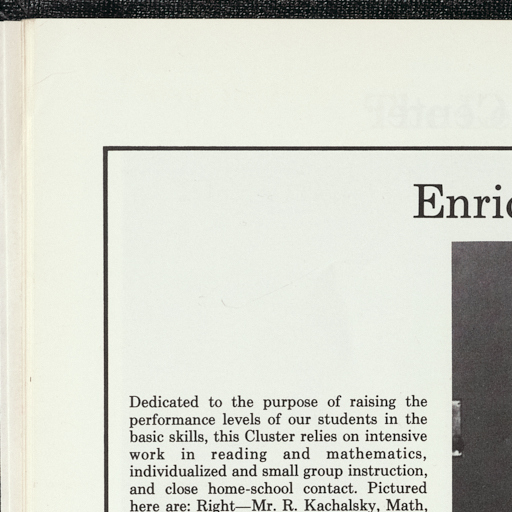 Enric
Dedicated to the purpose of raising the
performance levels of our students in the
basic skills, this Cluster relies on intensive
work in reading and mathematics,
individualized and small group instruction,
and close home-school contact. Pictured
here are: Right—Mr. R. Kachalsky, Math,